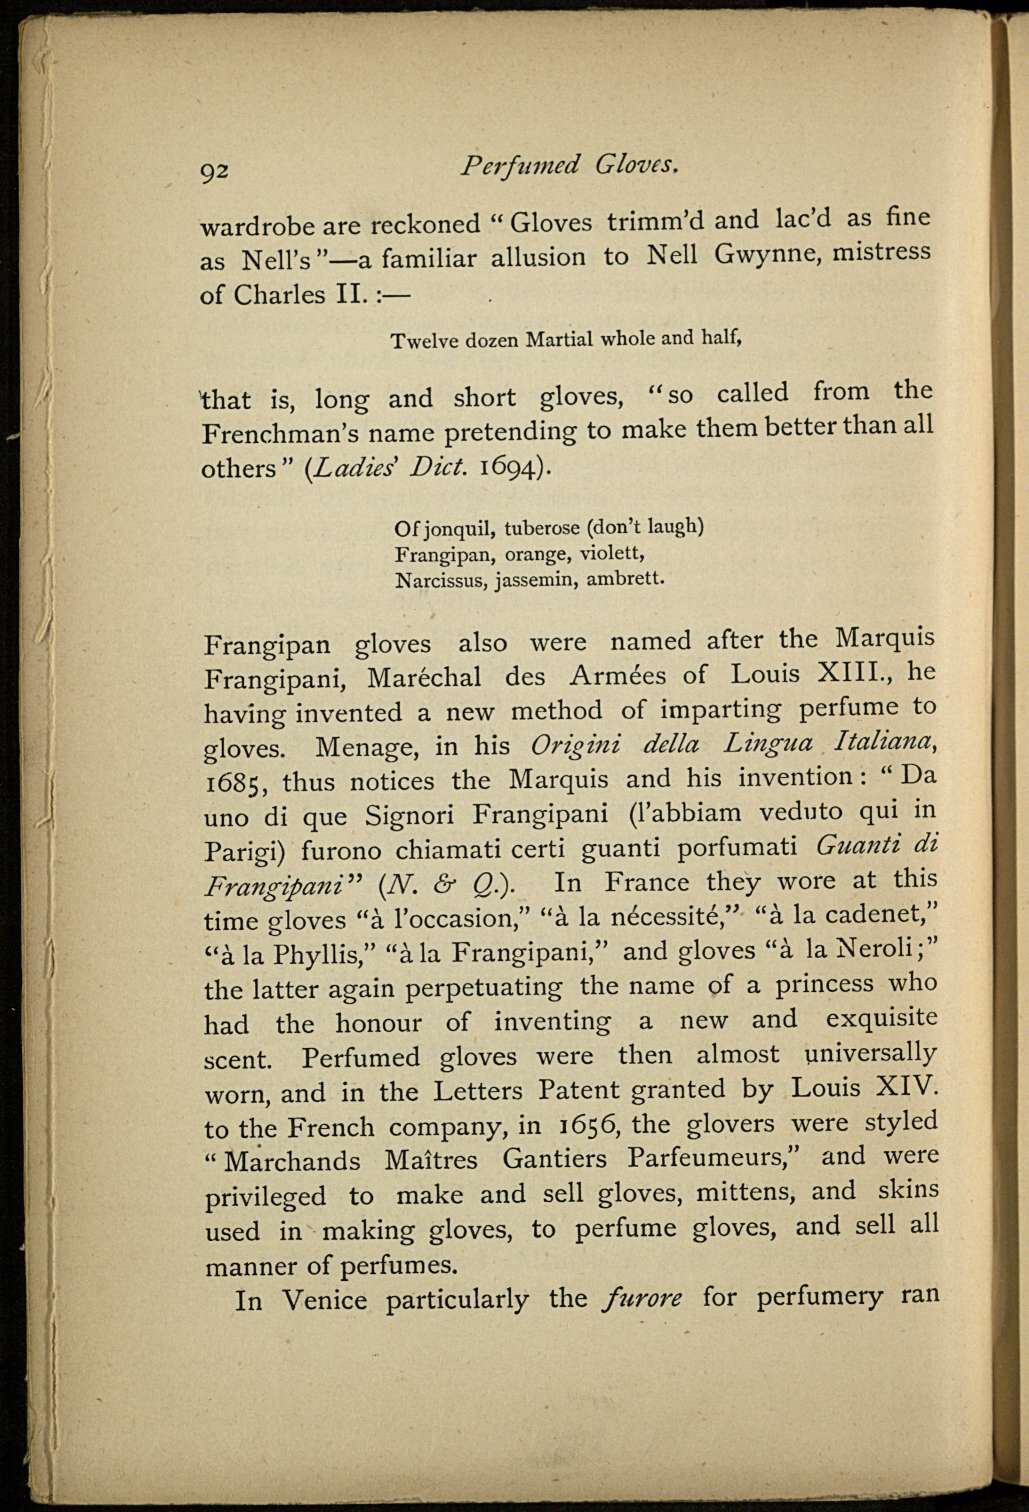 92 Perfumed Gloves.
wardrobe are reckoned “ Gloves trimm’d and lac’d as fine
as Nell’s ”—a familiar allusion to Nell Gwynne, mistress
of Charles II. :—
Twelve dozen Martial whole and half,
that is, long and short gloves, “ so called from the
Frenchman’s name pretending to make them better than all
others ” (Ladies’ Dict. 1694).
Of jonquil, tuberose (don’t laugh)
Frangipan, orange, violett,
Narcissus, jassemin, ambrett.
Frangipan gloves also were named after the Marquis
Frangipani, Maréchal des Armées of Louis XIII., he
having invented a new method of imparting perfume to
gloves. Menage, in his Origini della Lingua Italiana,
1685, thus notices the Marquis and his invention : “ Da
uno di que Signori Frangipani (l’abbiam veduto qui in
Parigi) furono chiamati certi guanti porfumati Guanti di
Frangipani” (N. & Q.). In France they wore at this
time gloves “à l’occasion,” “à la nécessité,” “à la cadenet,”
“à la Phyllis,” “à la Frangipani,” and gloves “à la Neroli ;”
the latter again perpetuating the name of a princess who
had the honour of inventing a new and exquisite
scent. Perfumed gloves were then almost universally
worn, and in the Letters Patent granted by Louis XIV.
to the French company, in 1656, the glovers were styled
“ Marchands Maîtres Gantiers Parfeumeurs,” and were
privileged to make and sell gloves, mittens, and skins
used in making gloves, to perfume gloves, and sell all
manner of perfumes.
In Venice particularly the furore for perfumery ran